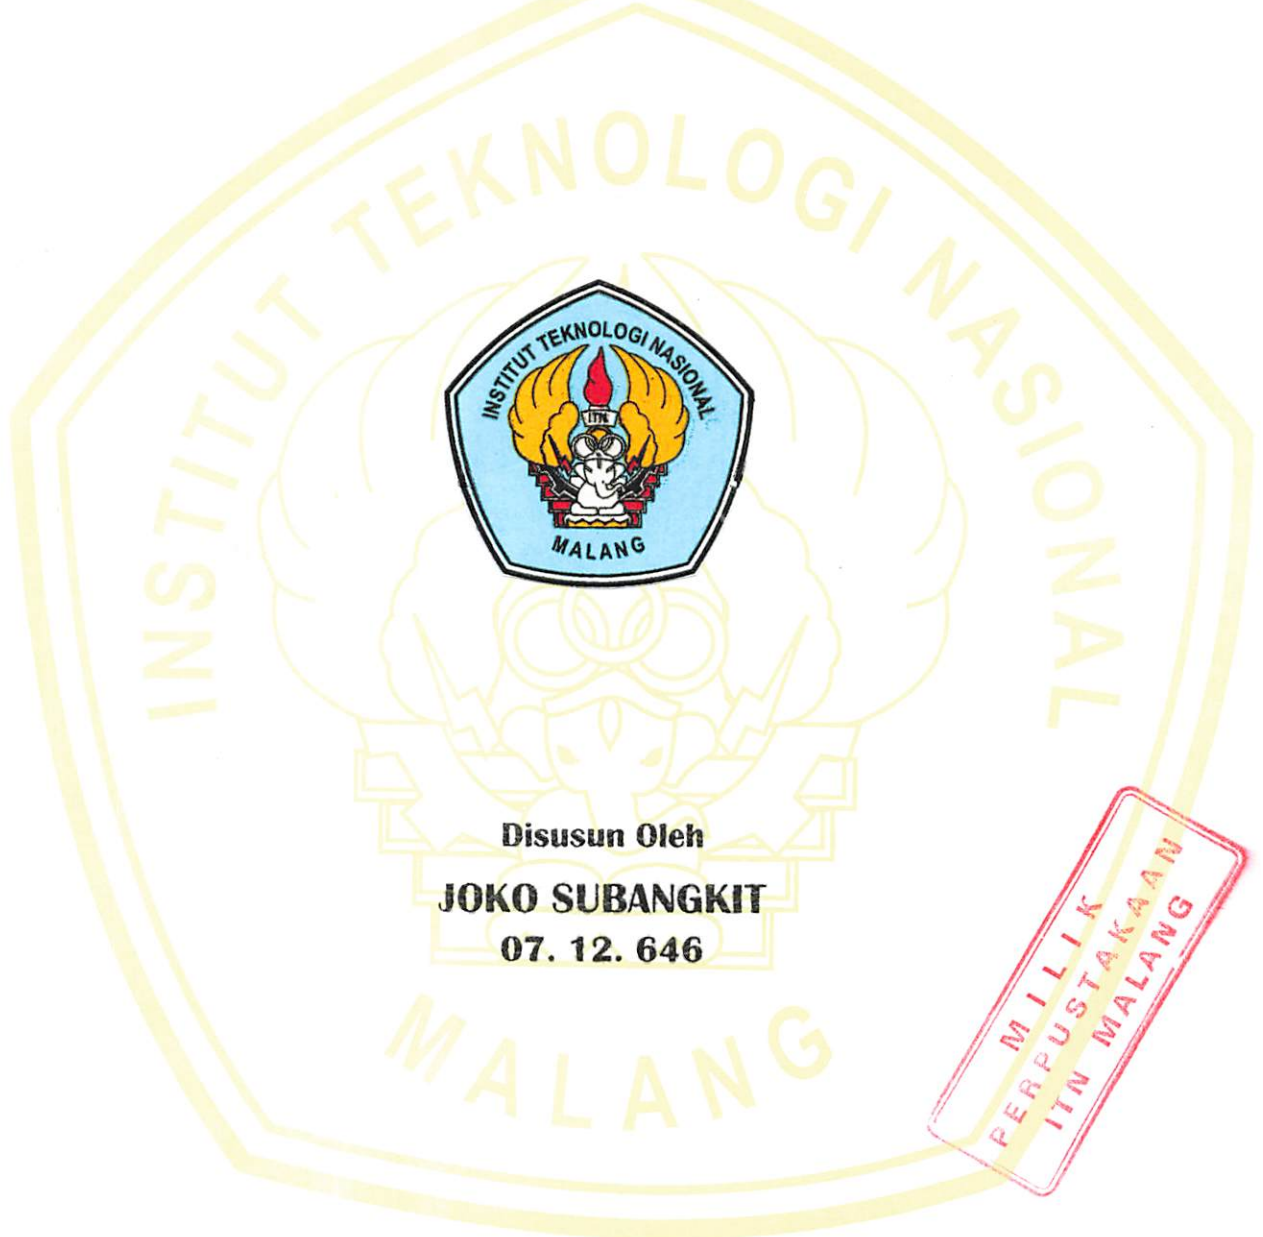 INSTITUT TEKNOLOGI NASIONAL
MALANG
INSTITUT TEKNOLOGI NASIONAL
ITN
MALANG
Disusun Oleh
JOKO SUBANGKIT
07. 12. 646
MILIK
PERPUSTAKAAN
ITN MALANG